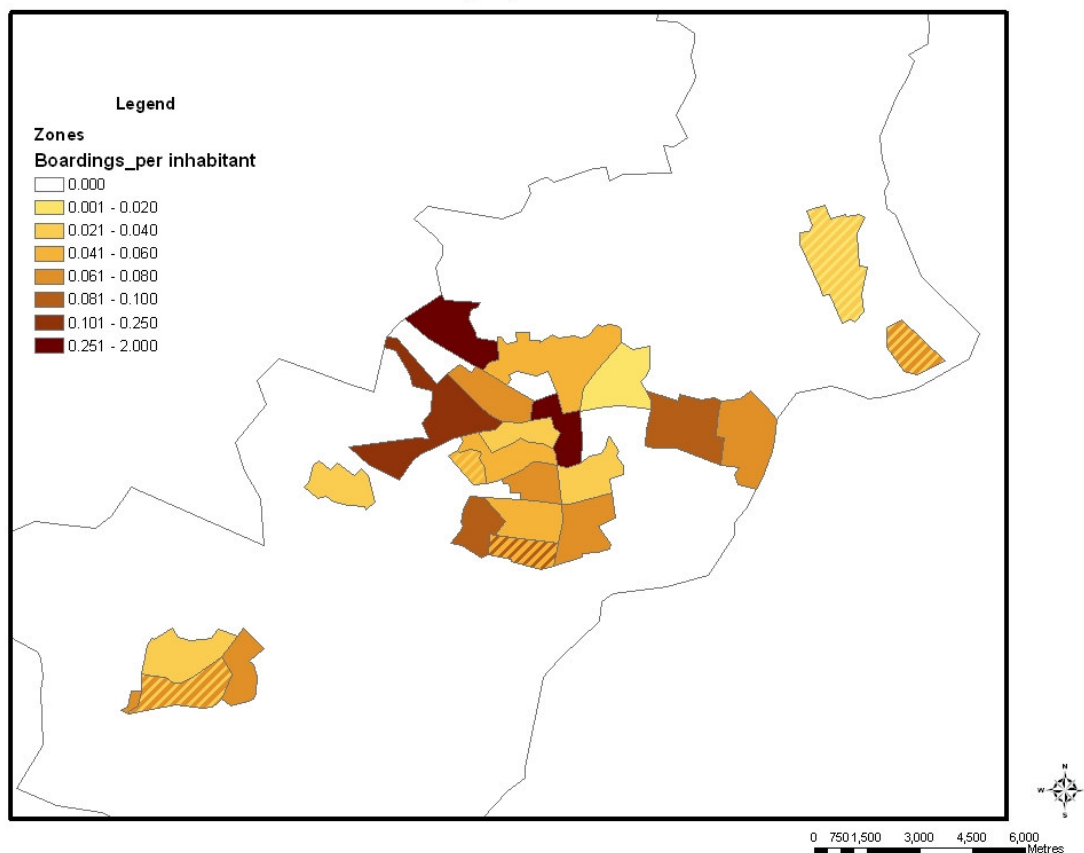 Legend
Zones
Boardings_per inhabitant
0.000
0.001 - 0.020
0.021 - 0.040
0.041 - 0.060
0.061 - 0.080
0.081 - 0.100
0.101 - 0.250
0.251 - 2.000
N
W E
S
0 750 1,500 3,000 4,500 6,000
Metres